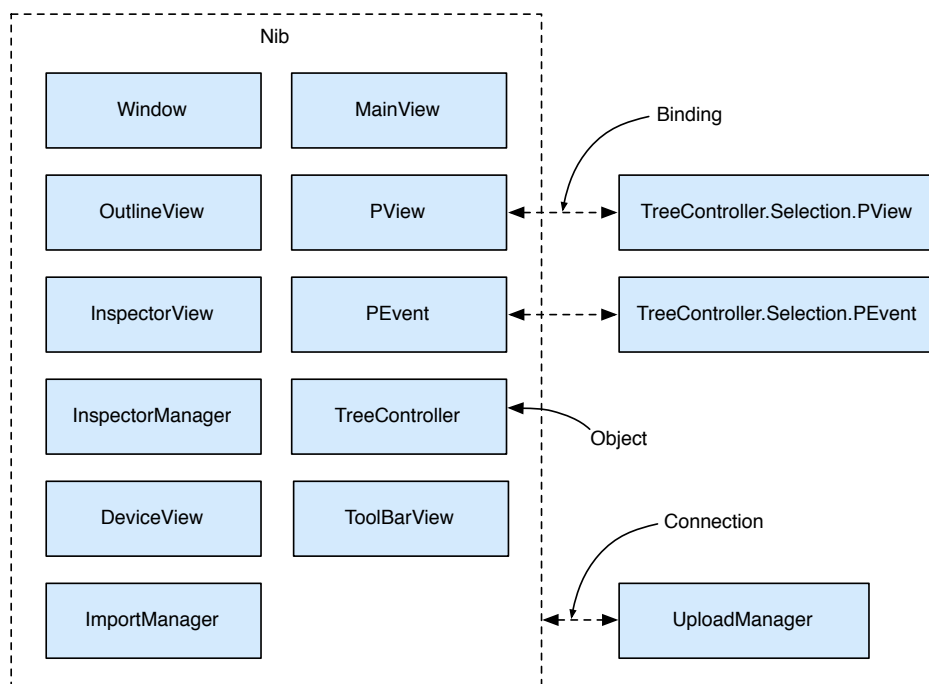 Nib
Window
MainView
Binding
OutlineView
PView
TreeController.Selection.PView
InspectorView
PEvent
TreeController.Selection.PEvent
InspectorManager
TreeController
Object
DeviceView
ToolBarView
Connection
ImportManager
UploadManager